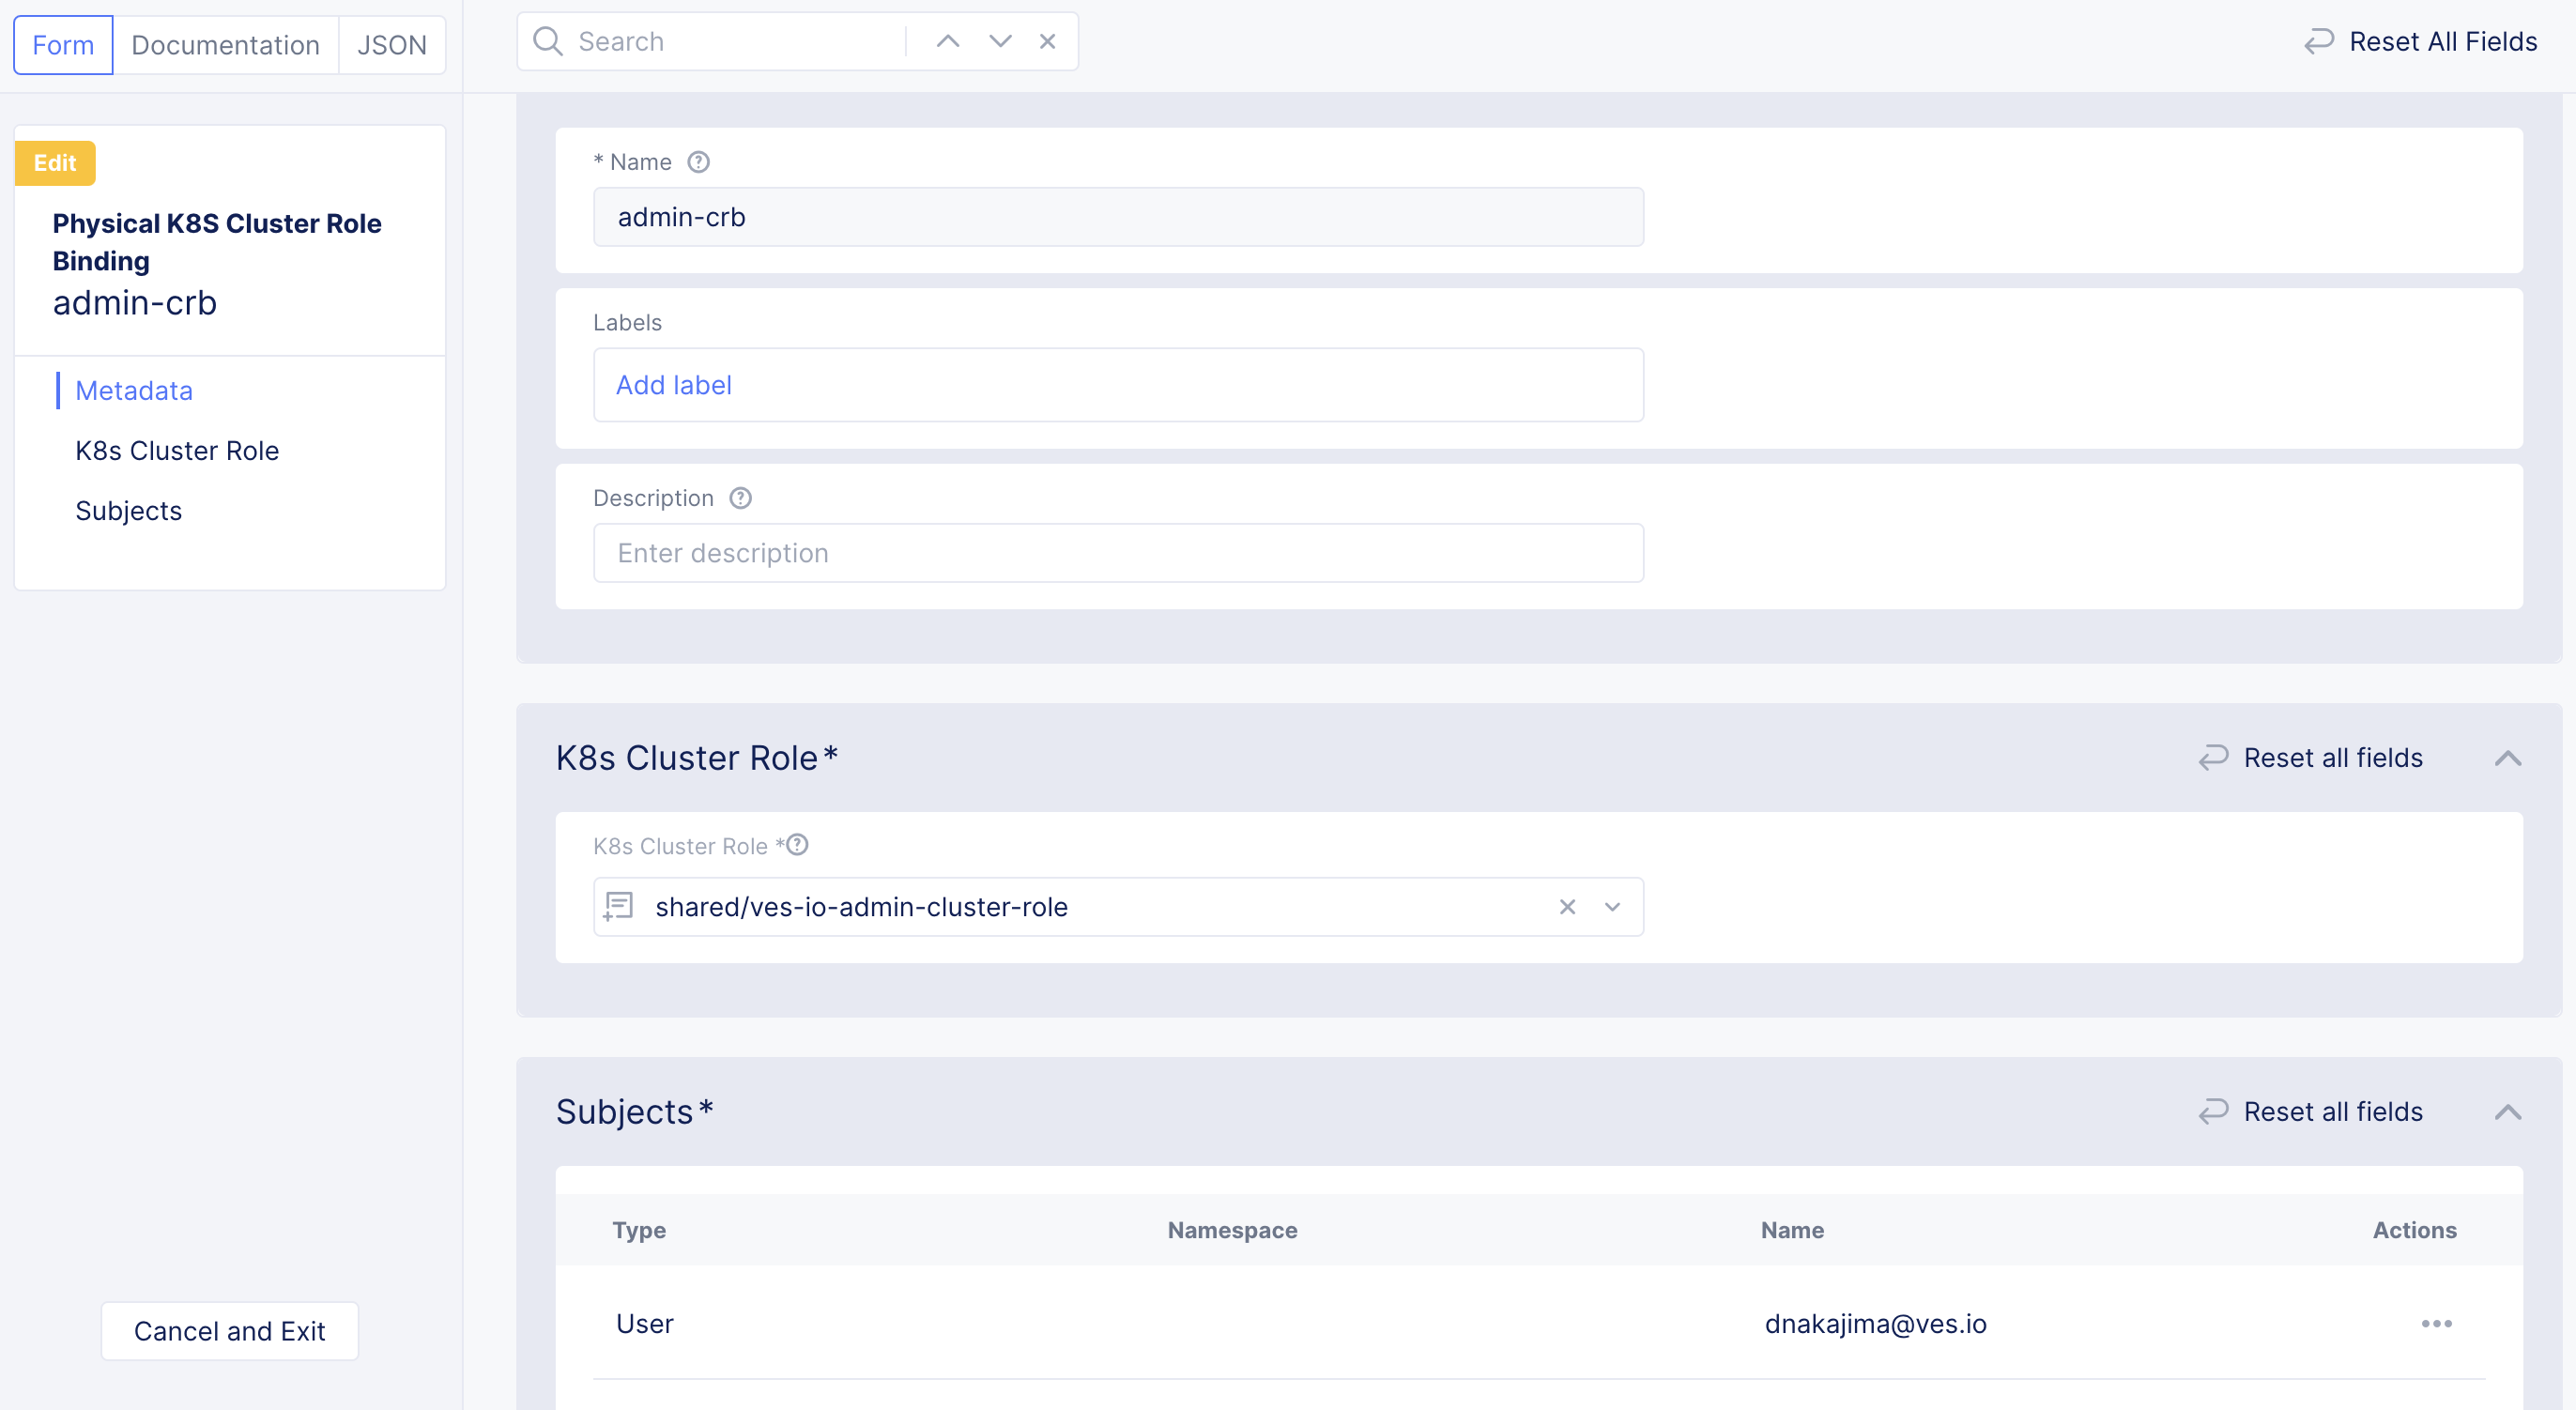 Form
Documentation
JSON
Search
Reset All Fields
Edit
Physical K8S Cluster Role
Binding
admin-crb
Metadata
K8s Cluster Role
Subjects
Cancel and Exit
* Name
admin-crb
Labels
Add label
Description
Enter description
K8s Cluster Role*
Reset all fields
K8s Cluster Role *
shared/ves-io-admin-cluster-role
Subjects*
Reset all fields
Type Namespace Name Actions
User dnakajima@ves.io